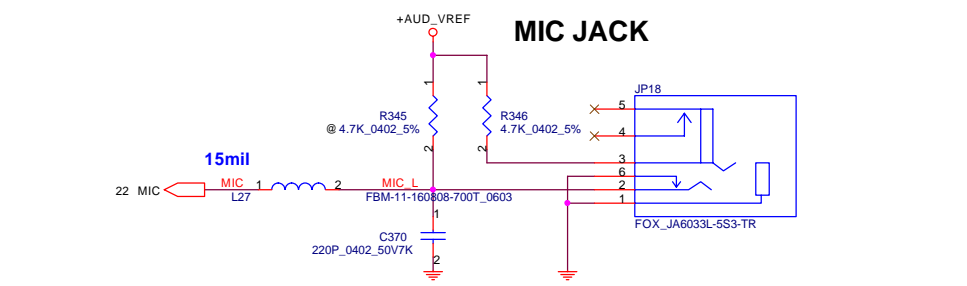 +AUD_VREF
MIC JACK
JP18
1
1
5
R345
R346
@ 4.7K_0402_5%
4.7K_0402_5%
4
2
2
15mil
3
6
22 MIC
MIC
1
2
MIC_L
2
L27
FBM-11-160808-700T_0603
1
1
FOX_JA6033L-5S3-TR
C370
220P_0402_50V7K
2